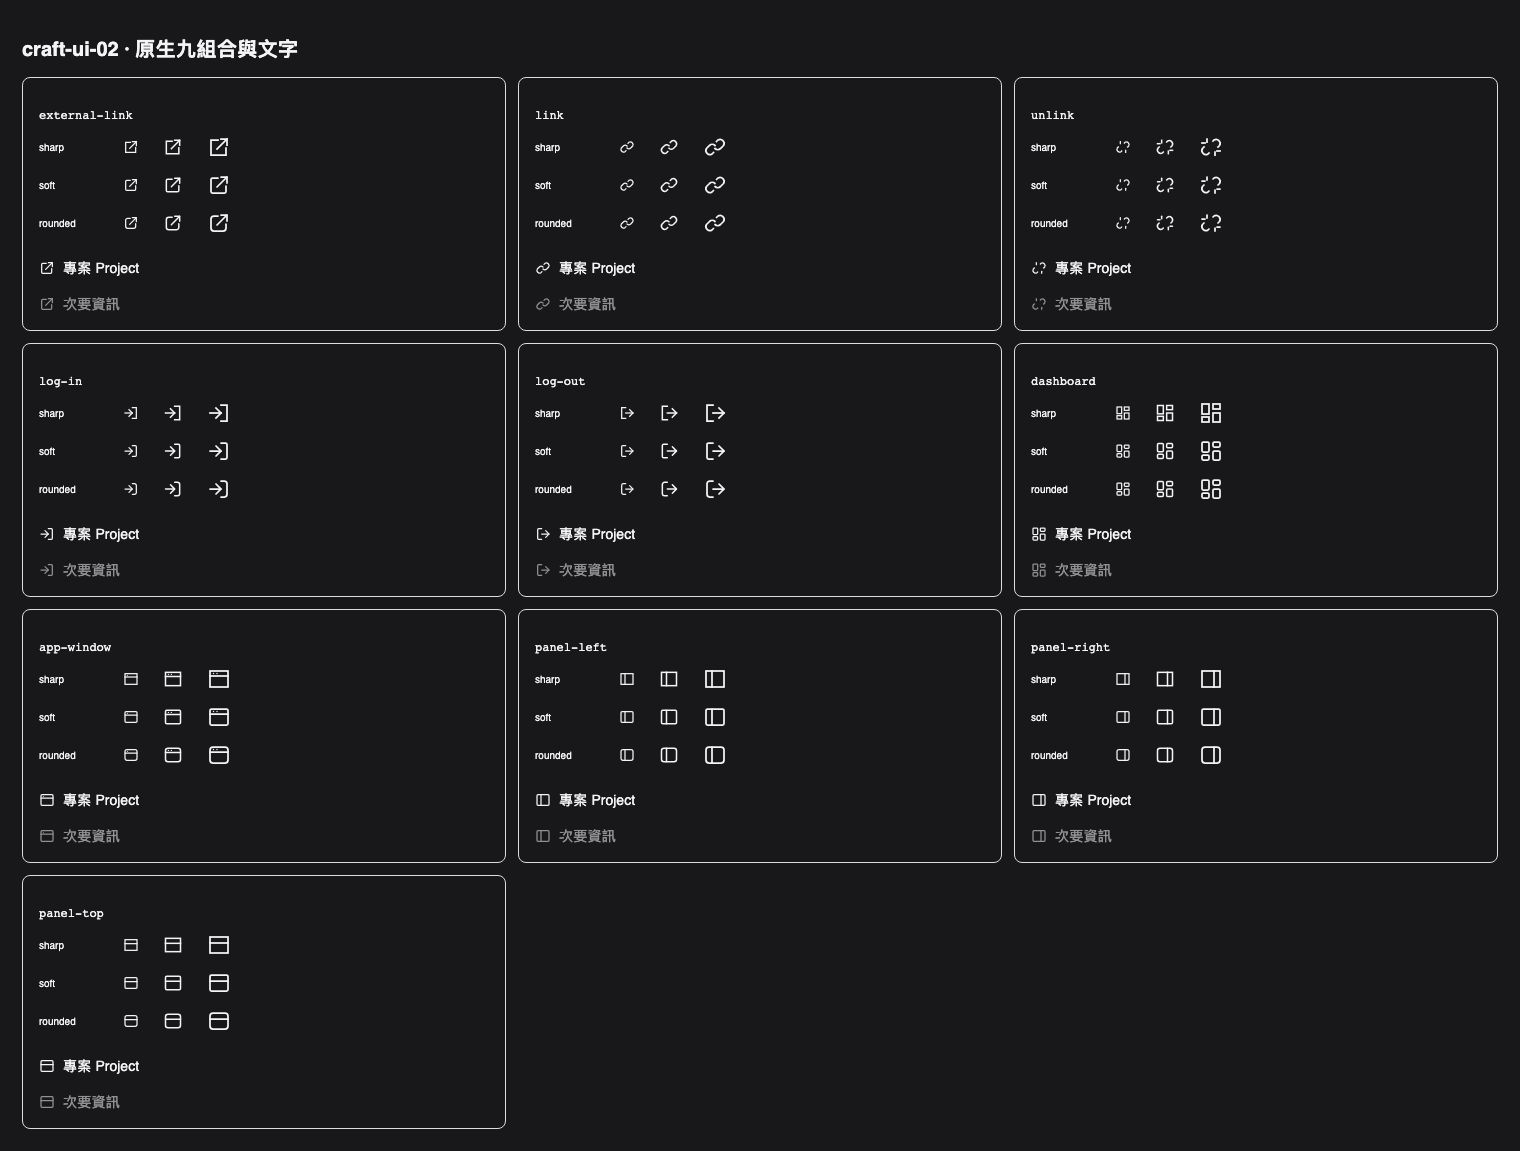 craft-ui-02 · 原生九組合與文字
external-link
sharp
soft
rounded
專案 Project
次要資訊
link
sharp
soft
rounded
專案 Project
次要資訊
unlink
sharp
soft
rounded
專案 Project
次要資訊
log-in
sharp
soft
rounded
專案 Project
次要資訊
log-out
sharp
soft
rounded
專案 Project
次要資訊
dashboard
sharp
soft
rounded
專案 Project
次要資訊
app-window
sharp
soft
rounded
專案 Project
次要資訊
panel-left
sharp
soft
rounded
專案 Project
次要資訊
panel-right
sharp
soft
rounded
專案 Project
次要資訊
panel-top
sharp
soft
rounded
專案 Project
次要資訊